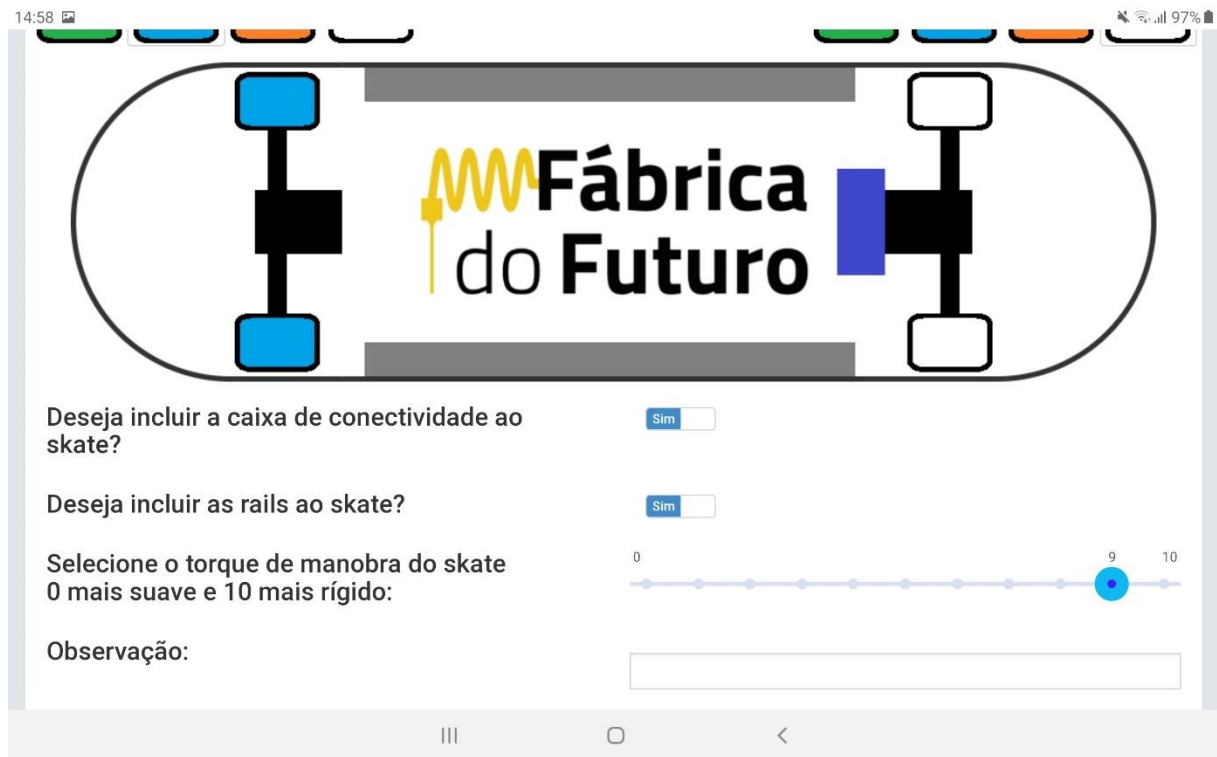 14:58
97%
Fábrica
do Futuro
Deseja incluir a caixa de conectividade ao
skate?
Sim
Deseja incluir as rails ao skate?
Sim
Selecione o torque de manobra do skate
0 mais suave e 10 mais rígido:
0 9 10
Observação: